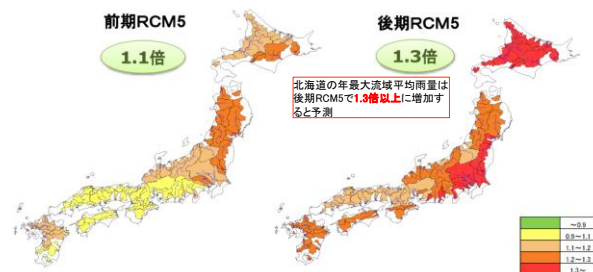 前期RCM5
1.1倍
後期RCM5
1.3倍
北海道の年最大流域平均雨量は
後期RCM5で1.3倍以上に増加す
ると予測
～0.9
0.9～1.1
1.1～1.2
1.2～1.3
1.3～